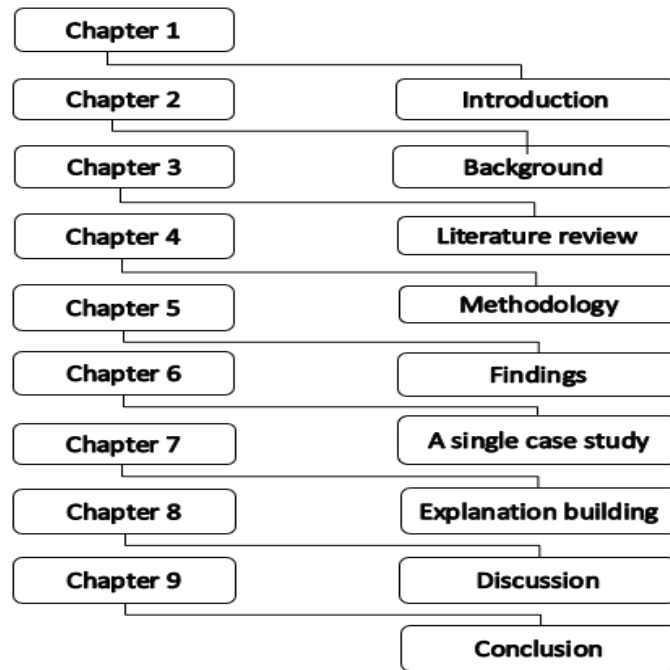 Chapter 1
Introduction
Chapter 2
Background
Chapter 3
Literature review
Chapter 4
Methodology
Chapter 5
Findings
Chapter 6
A single case study
Chapter 7
Explanation building
Chapter 8
Discussion
Chapter 9
Conclusion